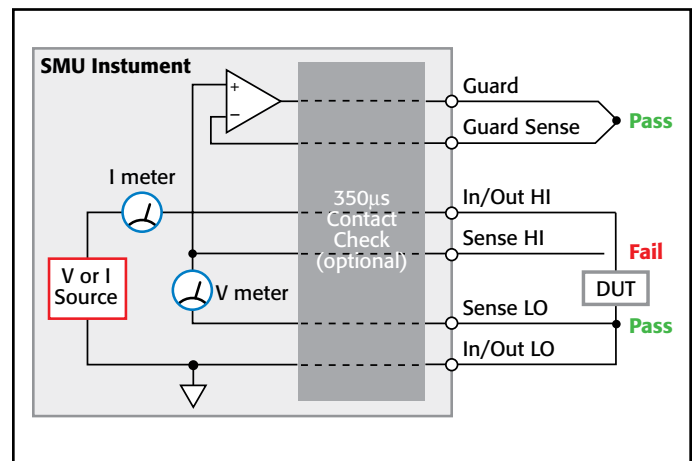 SMU Instument
+
−
Guard
Guard Sense
Pass
I meter
350µs
Contact
Check
(optional)
In/Out HI
Sense HI
Fail
V or I
Source
V meter
DUT
Sense LO
Pass
In/Out LO